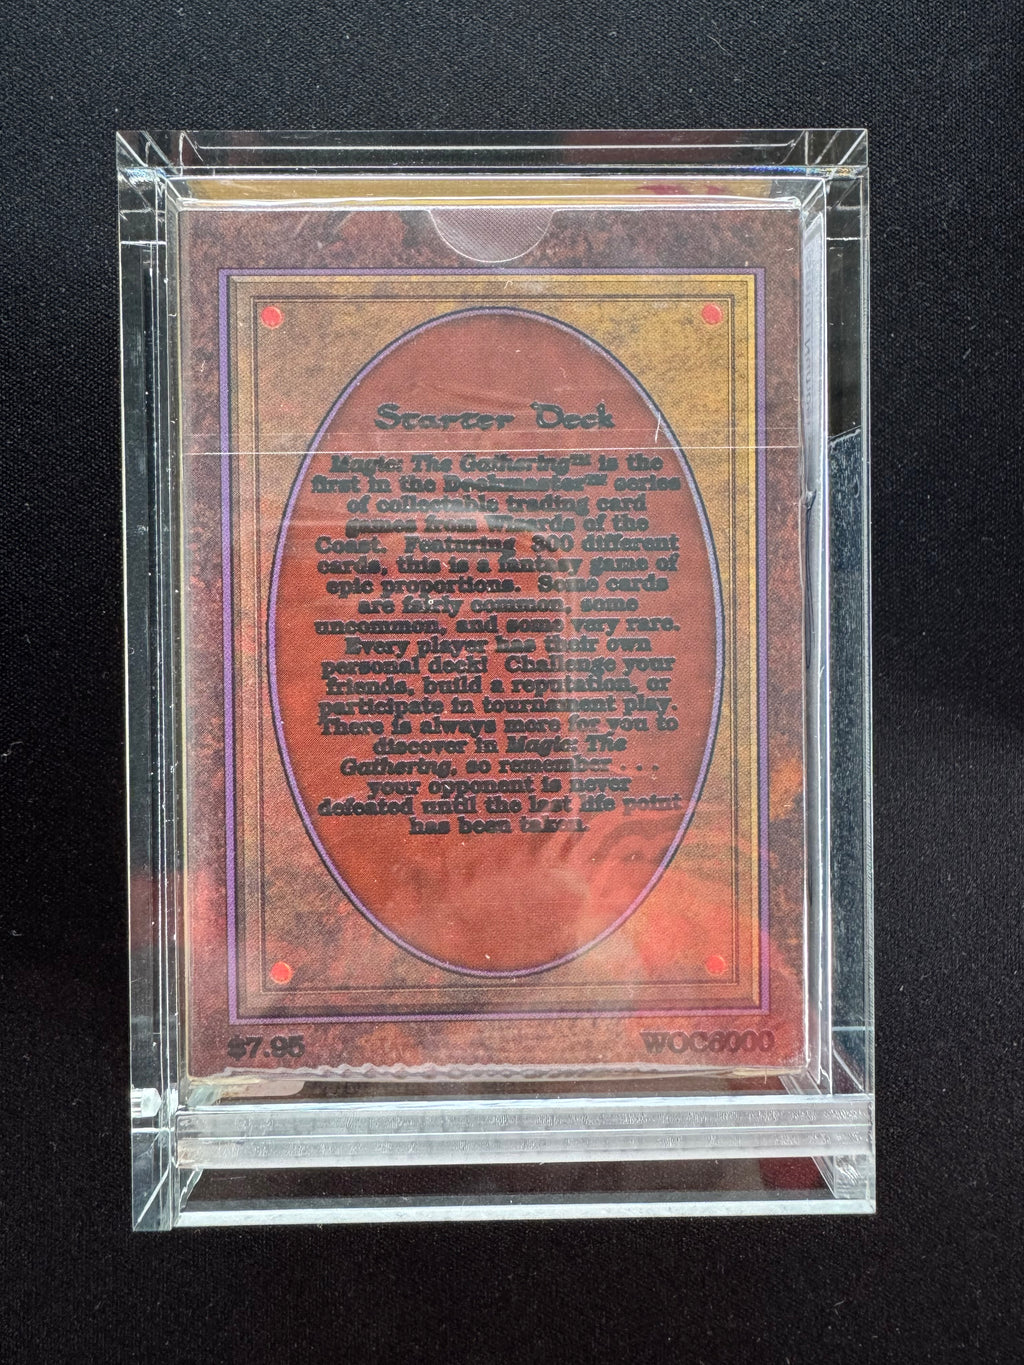 Starter Deck
Magic: The Gathering™ is the
first in the Deckmaster™ series
of collectable trading card
games from Wizards of the
Coast. Featuring 300 different
cards, this is a fantasy game of
epic proportions. Some cards
are fairly common, some
uncommon, and some very rare.
Every player has their own
personal deck! Challenge your
friends, build a reputation, or
participate in tournament play.
There is always more for you to
discover in Magic: The
Gathering, so remember . . .
your opponent is never
defeated until the last life point
has been taken.
$7.95 WOC6000